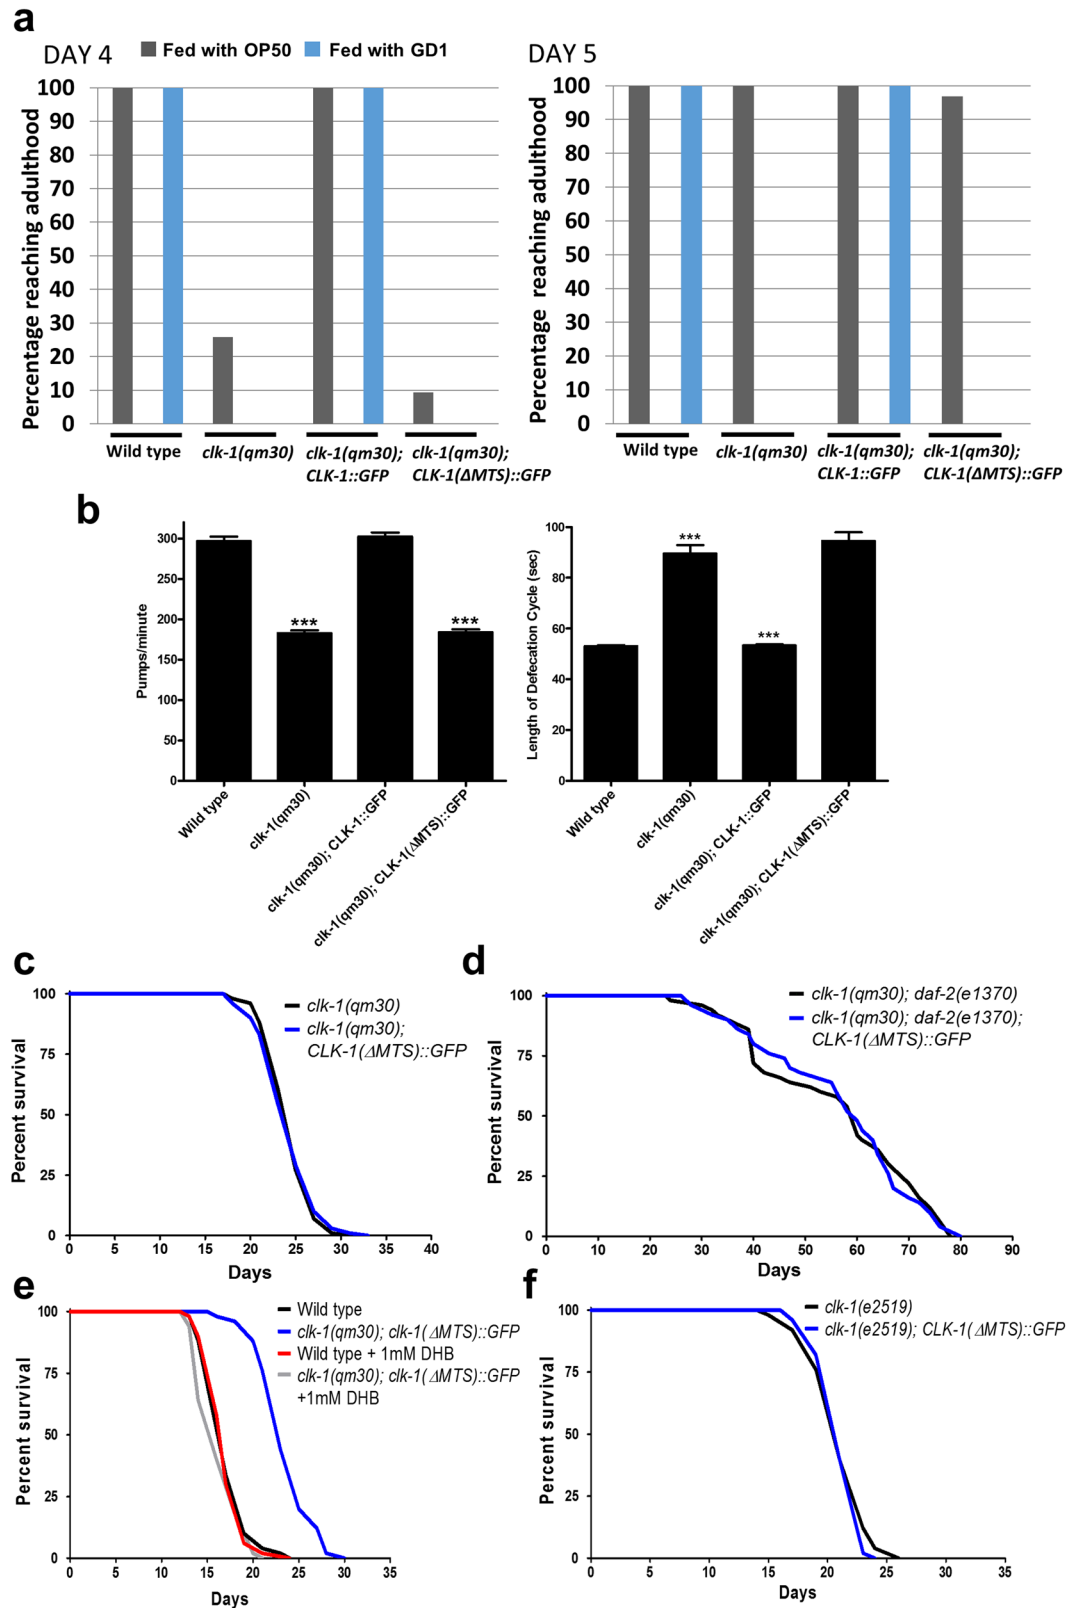 a
DAY 4
Fed with OP50
Fed with GD1
DAY 5
Percentage reaching adulthood
100
90
80
70
60
50
40
30
20
10
0
Wild type
clk-1(qm30)
clk-1(qm30);
CLK-1::GFP
clk-1(qm30);
CLK-1(ΔMTS)::GFP
Percentage reaching adulthood
100
90
80
70
60
50
40
30
20
10
0
Wild type
clk-1(qm30)
clk-1(qm30);
CLK-1::GFP
clk-1(qm30);
CLK-1(ΔMTS)::GFP
b
Pumps/minute
300
250
200
150
100
50
0
***
***
Wild type
clk-1(qm30)
clk-1(qm30); CLK-1::GFP
clk-1(qm30); CLK-1(ΔMTS)::GFP
Length of Defecation Cycle (sec)
100
80
60
40
20
0
***
***
Wild type
clk-1(qm30)
clk-1(qm30); CLK-1::GFP
clk-1(qm30); CLK-1(ΔMTS)::GFP
c
Percent survival
100
75
50
25
0
0 5 10 15 20 25 30 35 40
Days
clk-1(qm30)
clk-1(qm30);
CLK-1(ΔMTS)::GFP
d
Percent survival
100
75
50
25
0
0 10 20 30 40 50 60 70 80 90
Days
clk-1(qm30); daf-2(e1370)
clk-1(qm30); daf-2(e1370);
CLK-1(ΔMTS)::GFP
e
Percent survival
100
75
50
25
0
0 5 10 15 20 25 30 35
Days
Wild type
clk-1(qm30); clk-1(ΔMTS)::GFP
Wild type + 1mM DHB
clk-1(qm30); clk-1(ΔMTS)::GFP
+1mM DHB
f
Percent survival
100
75
50
25
0
0 5 10 15 20 25 30 35
Days
clk-1(e2519)
clk-1(e2519); CLK-1(ΔMTS)::GFP